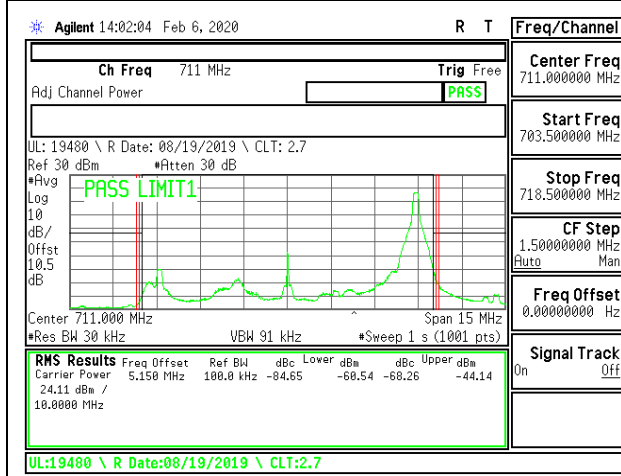 Agilent 14:02:04 Feb 6, 2020 R T
Freq/Channel
Ch Freq 711 MHz Trig Free
Adj Channel Power PASS
Center Freq
711.000000 MHz
Start Freq
703.500000 MHz
Stop Freq
718.500000 MHz
CF Step
1.50000000 MHz
Auto Man
Freq Offset
0.00000000 Hz
Signal Track
On Off
UL: 19480 \ R Date: 08/19/2019 \ CLT: 2.7
Ref 30 dBm #Atten 30 dB
#Avg
Log
10
dB/
Offst
10.5
dB
PASS LIMIT1
Center 711.000 MHz ^ Span 15 MHz
#Res BW 30 kHz VBW 91 kHz #Sweep 1 s (1001 pts)
RMS Results Freq Offset Ref BW dBc Lower dBm dBc Upper dBm
Carrier Power 5.150 MHz 100.0 kHz -84.65 -60.54 -68.26 -44.14
24.11 dBm /
10.0000 MHz
UL:19480 \ R Date:08/19/2019 \ CLT:2.7